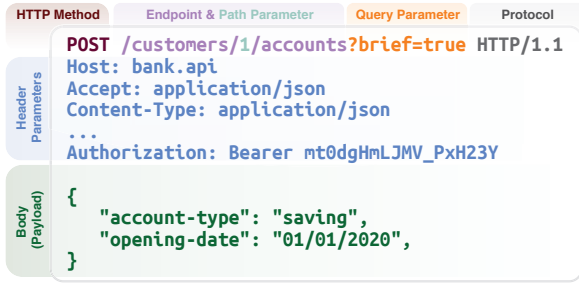 HTTP Method Endpoint & Path Parameter Query Parameter Protocol
POST /customers/1/accounts?brief=true HTTP/1.1
Header Parameters
Host: bank.api
Accept: application/json
Content-Type: application/json
...
Authorization: Bearer mt0dgHmLJMV_PxH23Y
Body (Payload)
{
"account-type": "saving",
"opening-date": "01/01/2020",
}